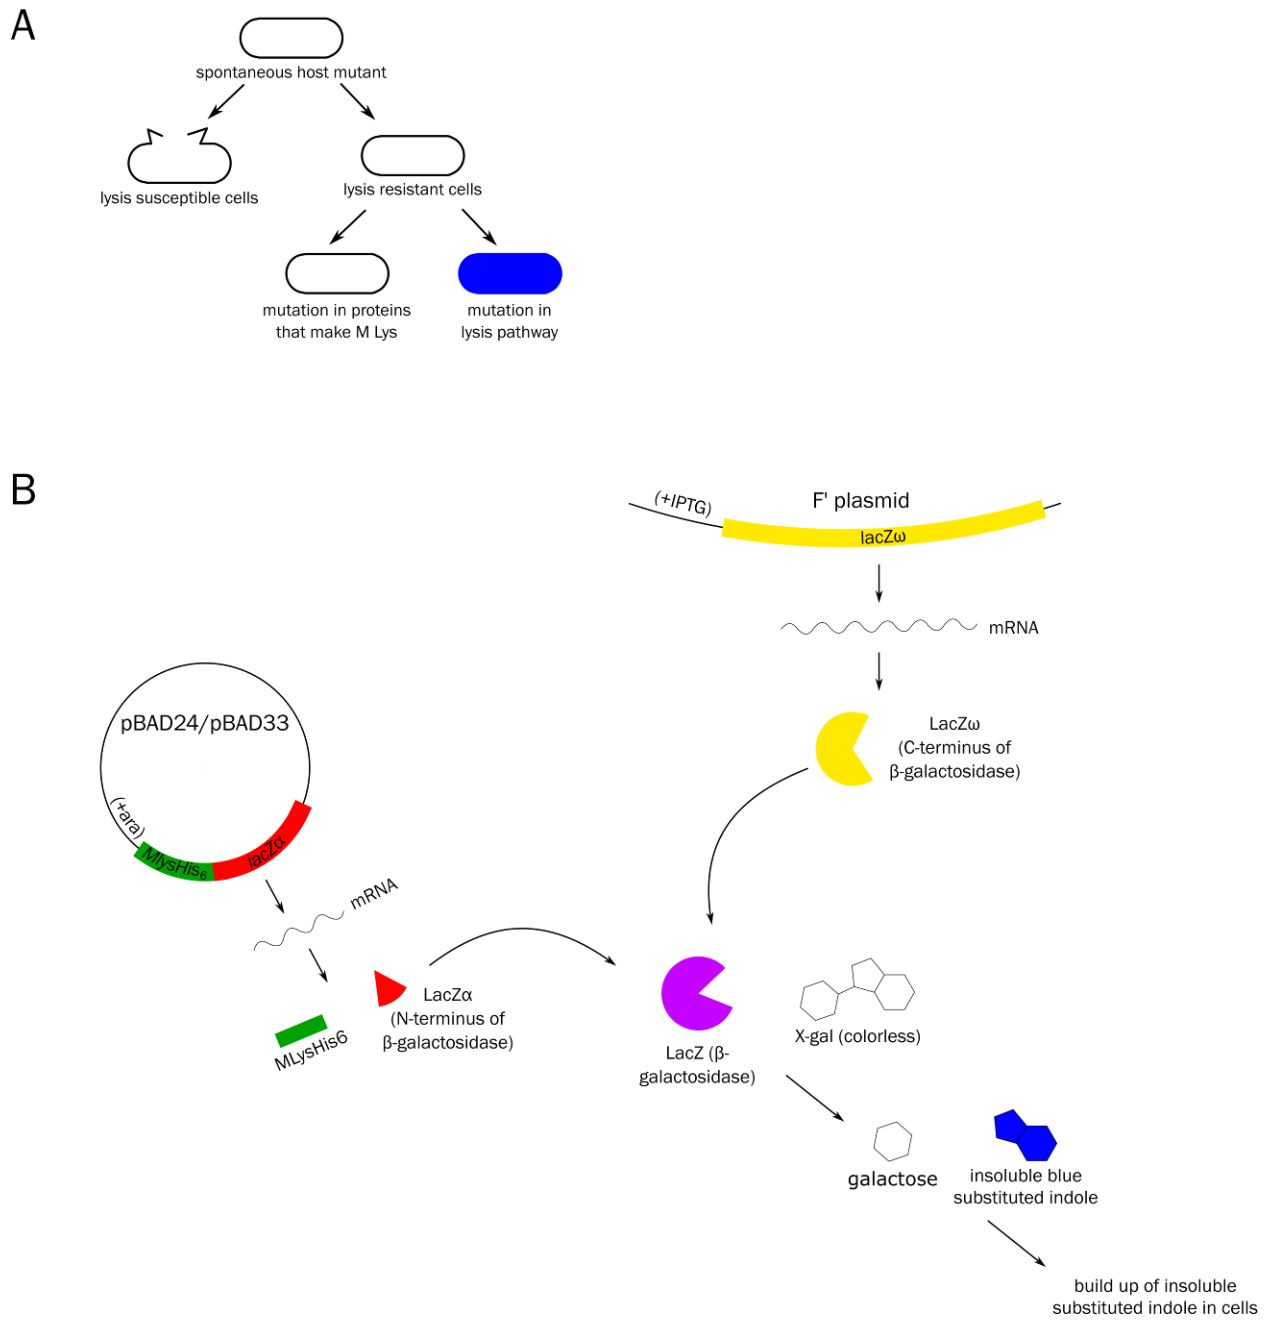 A
spontaneous host mutant
lysis susceptible cells
lysis resistant cells
mutation in proteins
that make M Lys
mutation in
lysis pathway
B
(+IPTG)
F' plasmid
lacZω
mRNA
LacZω
(C-terminus of
β-galactosidase)
pBAD24/pBAD33
(+ara)
MlysHis₆
lacZα
mRNA
MLysHis6
LacZα
(N-terminus of
β-galactosidase)
LacZ (β-
galactosidase)
X-gal (colorless)
galactose
insoluble blue
substituted indole
build up of insoluble
substituted indole in cells